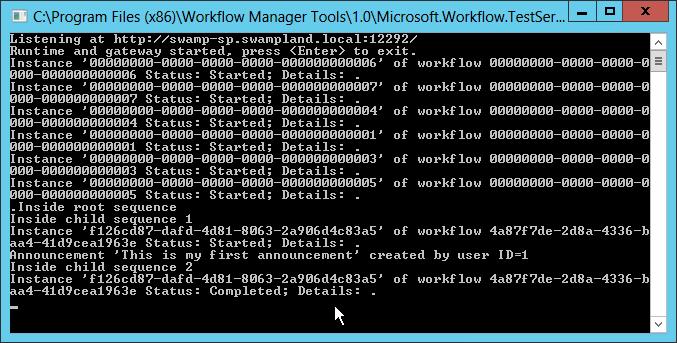 C:\Program Files (x86)\Workflow Manager Tools\1.0\Microsoft.Workflow.TestSer...
Listening at http://swamp-sp.swampland.local:12292/
Runtime and gateway started, press <Enter> to exit.
Instance '00000000-0000-0000-0000-000000000006' of workflow 00000000-0000-0000-0
000-000000000006 Status: Started; Details: .
Instance '00000000-0000-0000-0000-000000000007' of workflow 00000000-0000-0000-0
000-000000000007 Status: Started; Details: .
Instance '00000000-0000-0000-0000-000000000004' of workflow 00000000-0000-0000-0
000-000000000004 Status: Started; Details: .
Instance '00000000-0000-0000-0000-000000000001' of workflow 00000000-0000-0000-0
000-000000000001 Status: Started; Details: .
Instance '00000000-0000-0000-0000-000000000003' of workflow 00000000-0000-0000-0
000-000000000003 Status: Started; Details: .
Instance '00000000-0000-0000-0000-000000000005' of workflow 00000000-0000-0000-0
000-000000000005 Status: Started; Details: .
.Inside root sequence
Inside child sequence 1
Instance 'f126cd87-dafd-4d81-8063-2a906d4c83a5' of workflow 4a87f7de-2d8a-4336-b
aa4-41d9cea1963e Status: Started; Details: .
Announcement 'This is my first announcement' created by user ID=1
Inside child sequence 2
Instance 'f126cd87-dafd-4d81-8063-2a906d4c83a5' of workflow 4a87f7de-2d8a-4336-b
aa4-41d9cea1963e Status: Completed; Details: .